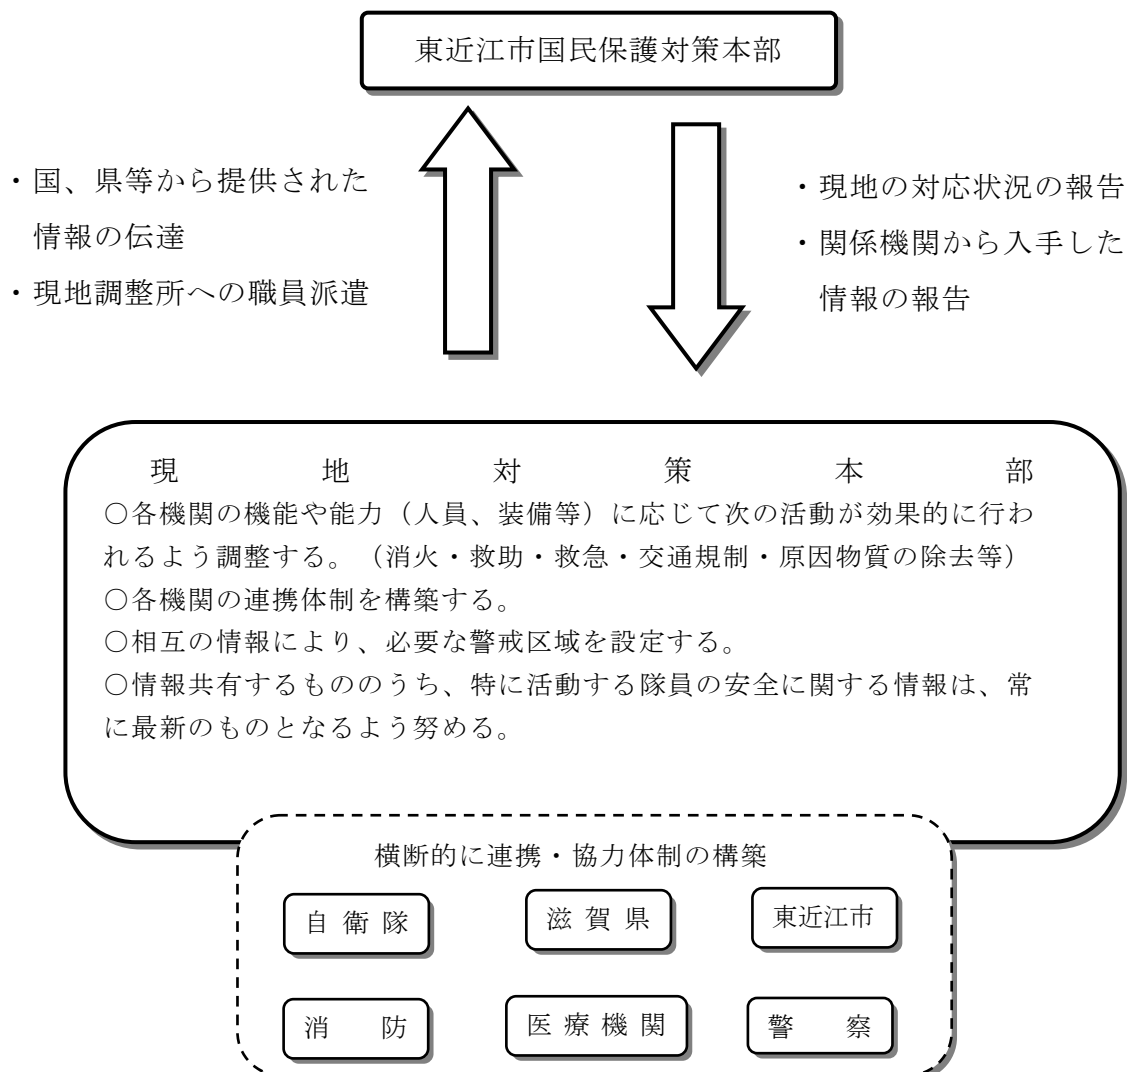 東近江市国民保護対策本部
・国、県等から提供された
情報の伝達
・現地調整所への職員派遣
・現地の対応状況の報告
・関係機関から入手した
情報の報告
現地対策本部
○各機関の機能や能力（人員、装備等）に応じて次の活動が効果的に行わ
れるよう調整する。（消火・救助・救急・交通規制・原因物質の除去等）
○各機関の連携体制を構築する。
○相互の情報により、必要な警戒区域を設定する。
○情報共有するもののうち、特に活動する隊員の安全に関する情報は、常
に最新のものとなるよう努める。
横断的に連携・協力体制の構築
自衛隊
滋賀県
東近江市
消防
医療機関
警察